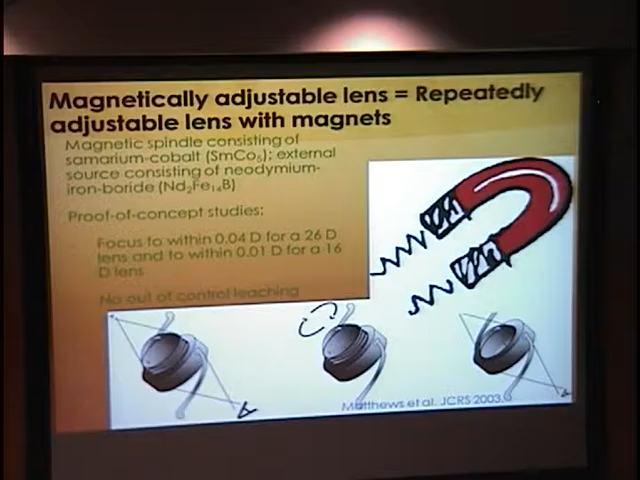 Magnetically adjustable lens = Repeatedly
adjustable lens with magnets
Magnetic spindle consisting of
samarium-cobalt (SmCo₅); external
source consisting of neodymium-
iron-boride (Nd₂Fe₁₄B)
Proof-of-concept studies:
Focus to within 0.04 D for a 26 D
lens and to within 0.01 D for a 16
D lens
No out of control leaching
Matthews et al. JCRS 2003